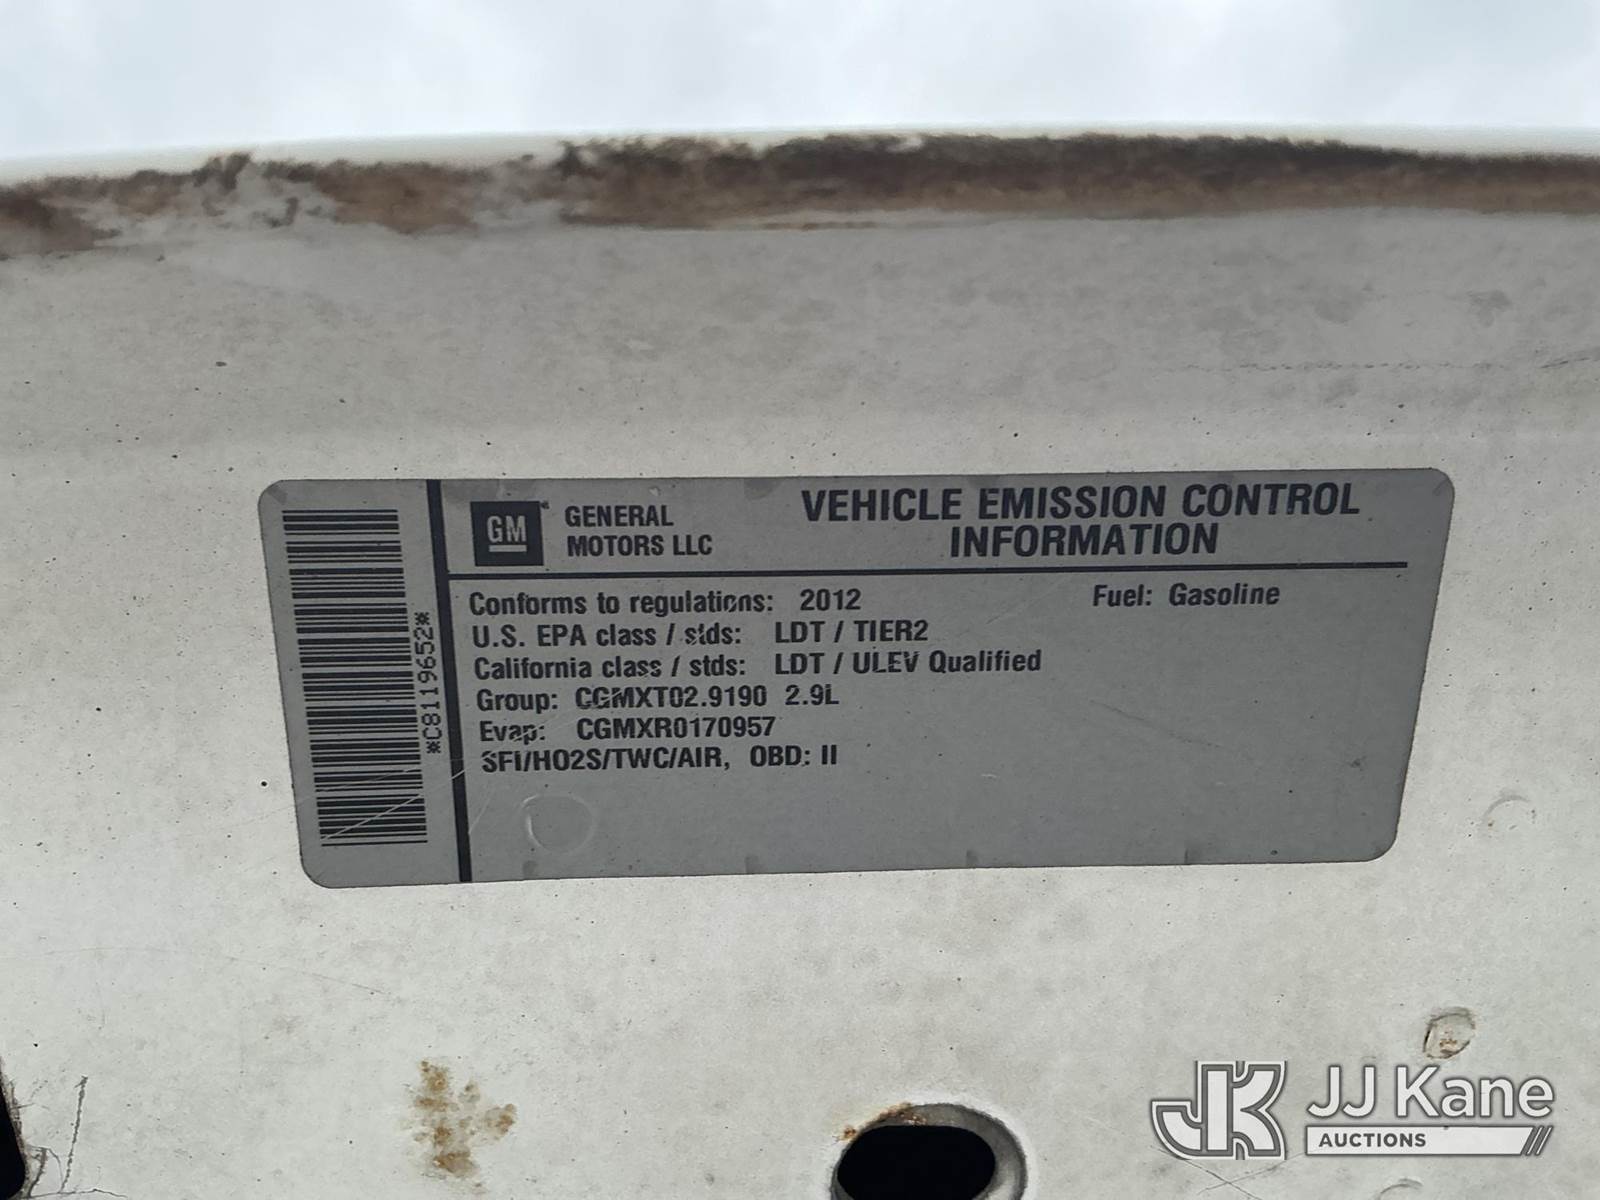 *C8119652*
GM
GENERAL
MOTORS LLC
VEHICLE EMISSION CONTROL
INFORMATION
Conforms to regulations: 2012 Fuel: Gasoline
U.S. EPA class / stds: LDT / TIER2
California class / stds: LDT / ULEV Qualified
Group: CGMXT02.9190 2.9L
Evap: CGMXR0170957
SFI/HO2S/TWC/AIR, OBD: II
JK JJ Kane
AUCTIONS